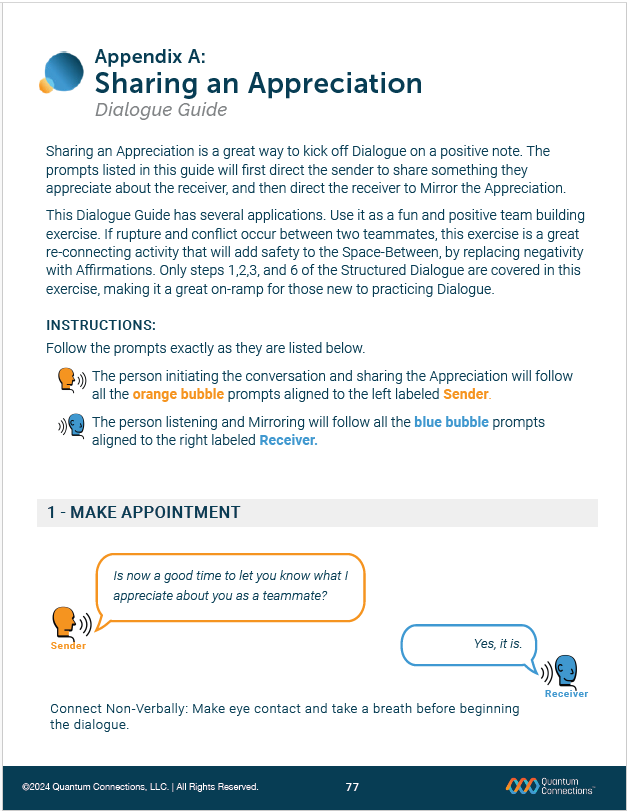 Appendix A:
Sharing an Appreciation
Dialogue Guide
Sharing an Appreciation is a great way to kick off Dialogue on a positive note. The
prompts listed in this guide will first direct the sender to share something they
appreciate about the receiver, and then direct the receiver to Mirror the Appreciation.
This Dialogue Guide has several applications. Use it as a fun and positive team building
exercise. If rupture and conflict occur between two teammates, this exercise is a great
re-connecting activity that will add safety to the Space-Between, by replacing negativity
with Affirmations. Only steps 1,2,3, and 6 of the Structured Dialogue are covered in this
exercise, making it a great on-ramp for those new to practicing Dialogue.
INSTRUCTIONS:
Follow the prompts exactly as they are listed below.
The person initiating the conversation and sharing the Appreciation will follow
all the orange bubble prompts aligned to the left labeled Sender.
The person listening and Mirroring will follow all the blue bubble prompts
aligned to the right labeled Receiver.
1 - MAKE APPOINTMENT
Is now a good time to let you know what I
appreciate about you as a teammate?
Sender
Yes, it is.
Receiver
Connect Non-Verbally: Make eye contact and take a breath before beginning
the dialogue.
©2024 Quantum Connections, LLC. | All Rights Reserved.
77
Quantum
Connections™